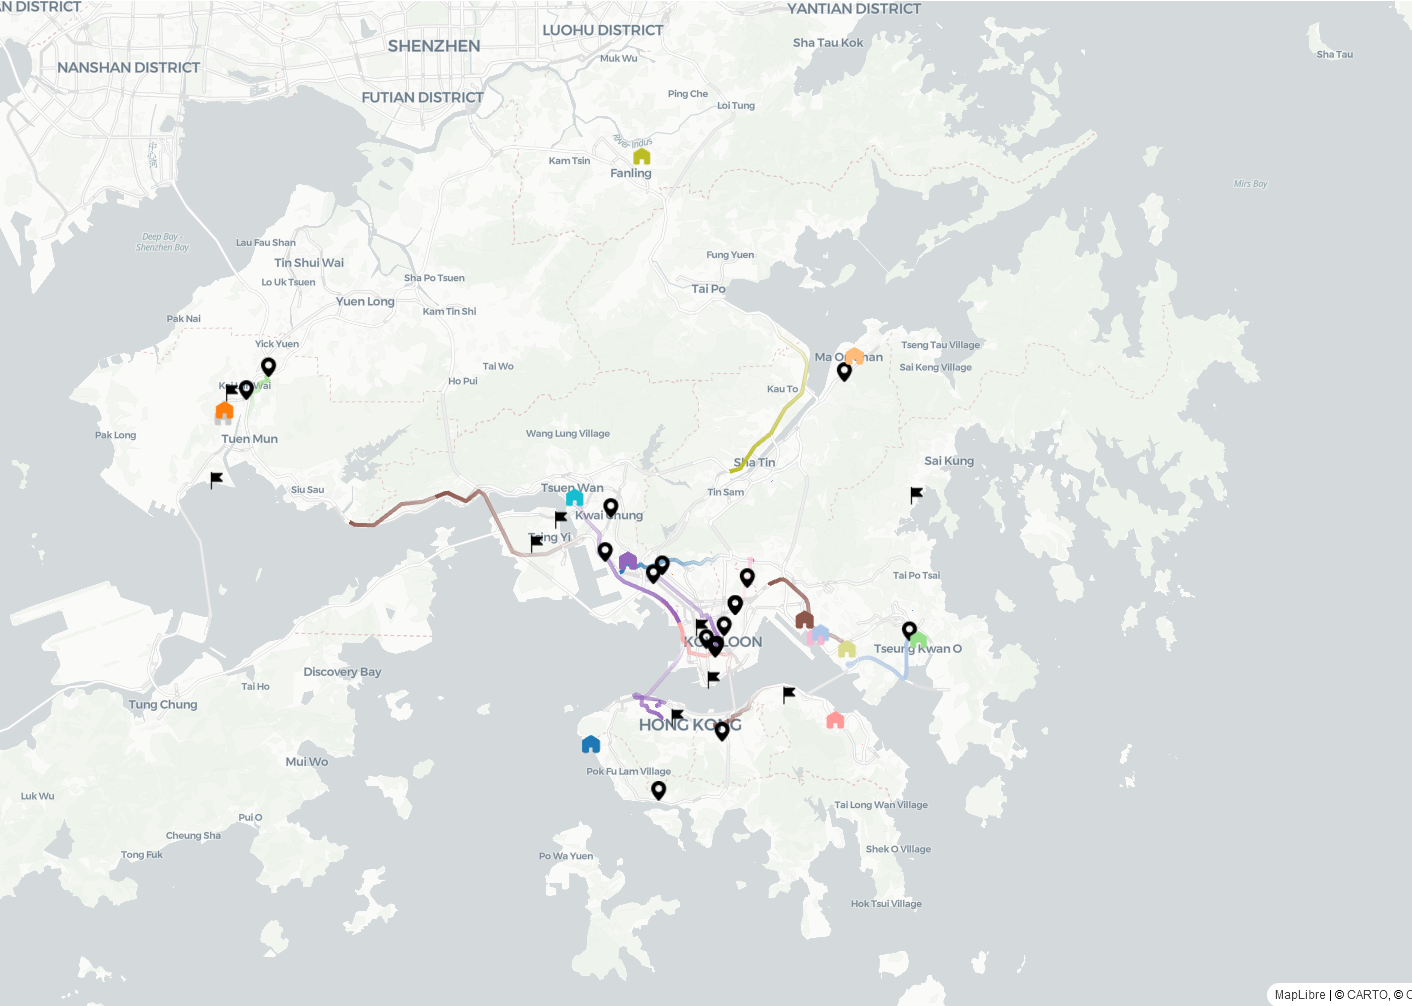 AN DISTRICT
YANTIAN DISTRICT
LUOHU DISTRICT
SHENZHEN
Sha Tau Kok
Sha Tau
Muk Wu
NANSHAN DISTRICT
FUTIAN DISTRICT
Ping Che
Loi Tung
River Indus
Kam Tsin
Fanling
Mirs Bay
Deep Bay -
Shenzhen Bay
Lau Fau Shan
Fung Yuen
Tin Shui Wai
Sha Po Tsuen
Lo Uk Tsuen
Tai Po
Yuen Long
Kam Tin Shi
Pak Nai
Yick Yuen
Tseng Tau Village
Ma On Shan
Tai Wo
Sai Keng Village
Ho Pui
Kau To
Pak Long
Wang Lung Village
Tuen Mun
Sha Tin
Sai Kung
Siu Sau
Tsuen Wan
Tin Sam
Kwai Chung
Tsing Yi
Tai Po Tsai
KOWLOON
Tseung Kwan O
Discovery Bay
Tai Ho
Tung Chung
HONG KONG
Mui Wo
Pok Fu Lam Village
Luk Wu
Tai Long Wan Village
Pui O
Cheung Sha
Shek O Village
Tong Fuk
Po Wa Yuen
Hok Tsui Village
MapLibre | © CARTO, ©